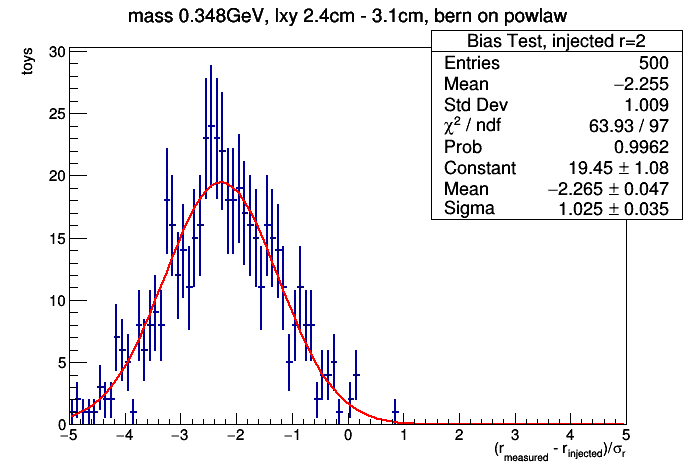 mass 0.348GeV, lxy 2.4cm - 3.1cm, bern on powlaw
toys
Bias Test, injected r=2
Entries 500
Mean −2.255
Std Dev 1.009
χ² / ndf 63.93 / 97
Prob 0.9962
Constant 19.45 ± 1.08
Mean −2.265 ± 0.047
Sigma 1.025 ± 0.035
30
25
20
15
10
5
0
−5 −4 −3 −2 −1 0 1 2 3 4 5
(r_measured - r_injected)/σ_r